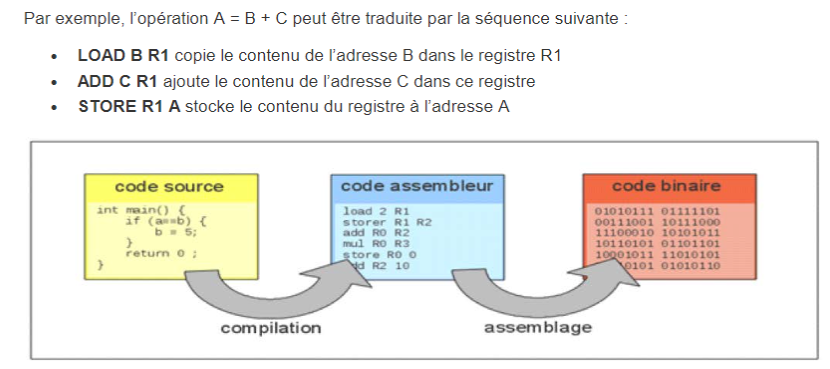 Par exemple, l'opération A = B + C peut être traduite par la séquence suivante :
• LOAD B R1 copie le contenu de l'adresse B dans le registre R1
• ADD C R1 ajoute le contenu de l'adresse C dans ce registre
• STORE R1 A stocke le contenu du registre à l'adresse A
code source
int main() {
if (a==b) {
b = 5;
}
return 0 ;
}
compilation
code assembleur
load 2 R1
storer R1 R2
add R0 R2
mul R0 R3
store R0 0
R2 10
assemblage
code binaire
01010111 01111101
00111001 10111000
11100010 10101011
10110101 01101101
10001011 11010101
0101 01010110